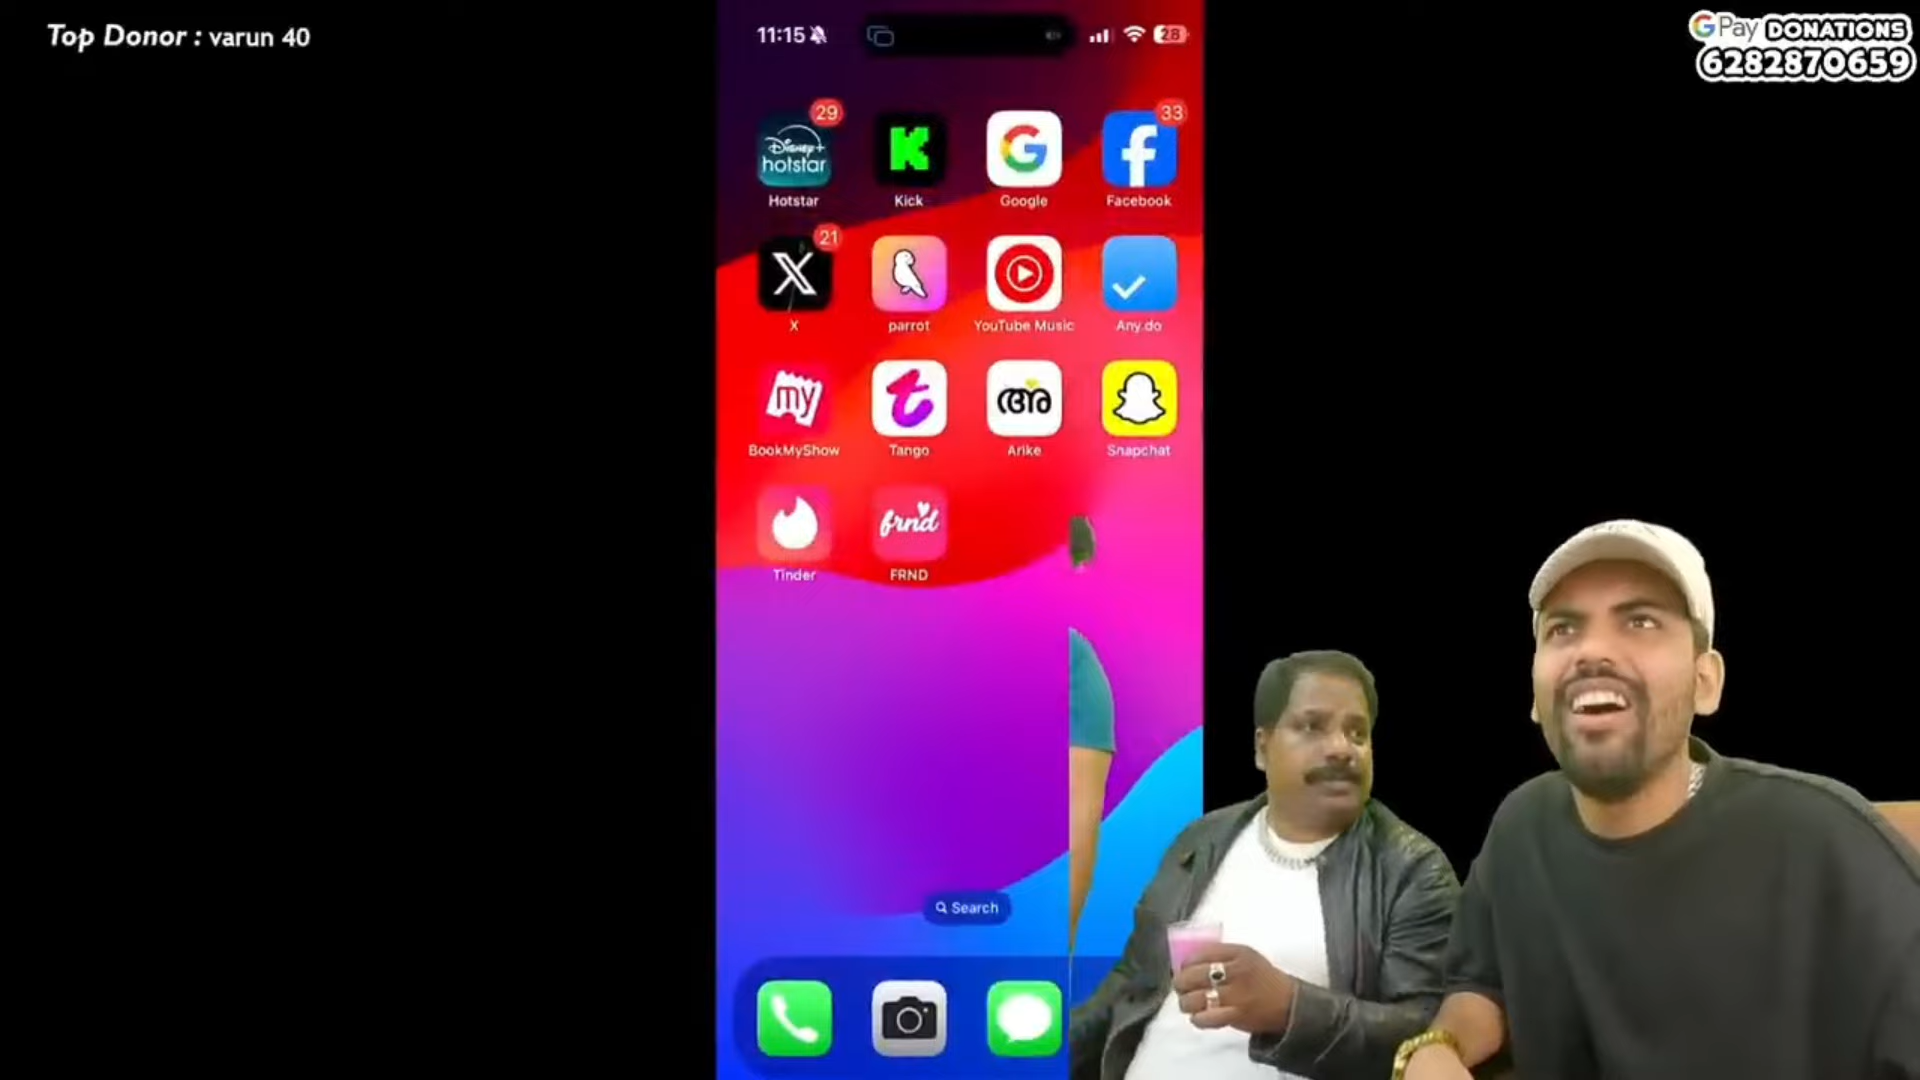 Top Donor : varun 40
G Pay DONATIONS
6282870659
11:15
28
29
33
Disney+
hotstar
K
G
f
Hotstar
Kick
Google
Facebook
21
X
X
parrot
YouTube Music
Any.do
my
t
അ
BookMyShow
Tango
Arike
Snapchat
frnd
Tinder
FRND
Search